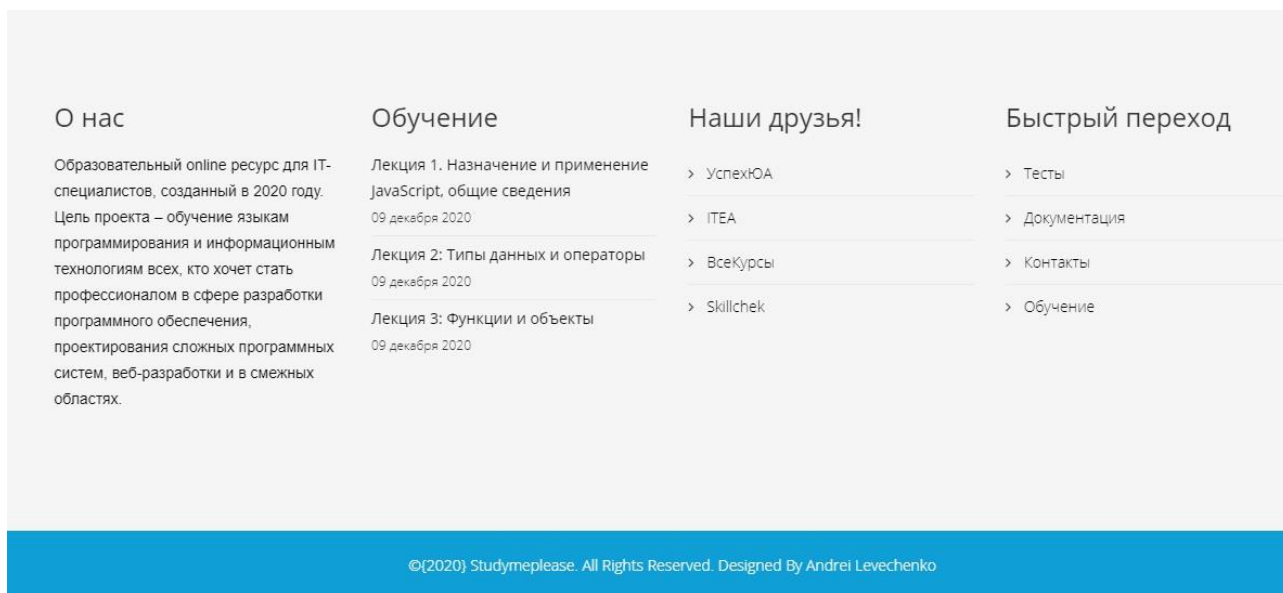 О нас
Образовательный online ресурс для IT-
специалистов, созданный в 2020 году.
Цель проекта – обучение языкам
программирования и информационным
технологиям всех, кто хочет стать
профессионалом в сфере разработки
программного обеспечения,
проектирования сложных программных
систем, веб-разработки и в смежных
областях.
Обучение
Лекция 1. Назначение и применение
JavaScript, общие сведения
09 декабря 2020
Лекция 2: Типы данных и операторы
09 декабря 2020
Лекция 3: Функции и объекты
09 декабря 2020
Наши друзья!
> УспехЮА
> ITEA
> ВсеКурсы
> Skillchek
Быстрый переход
> Тесты
> Документация
> Контакты
> Обучение
©{2020} Studymeplease. All Rights Reserved. Designed By Andrei Levechenko